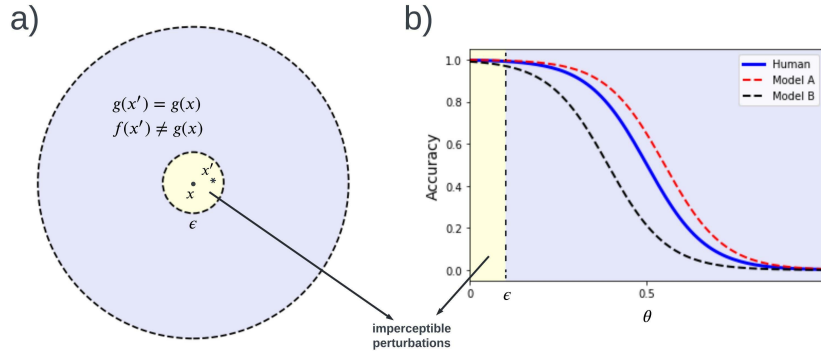 a)
g(x′) = g(x)
f(x′) ≠ g(x)
x′
*
x
ϵ
imperceptible
perturbations
b)
Human
Model A
Model B
Accuracy
1.0
0.8
0.6
0.4
0.2
0.0
0
ϵ
0.5
θ